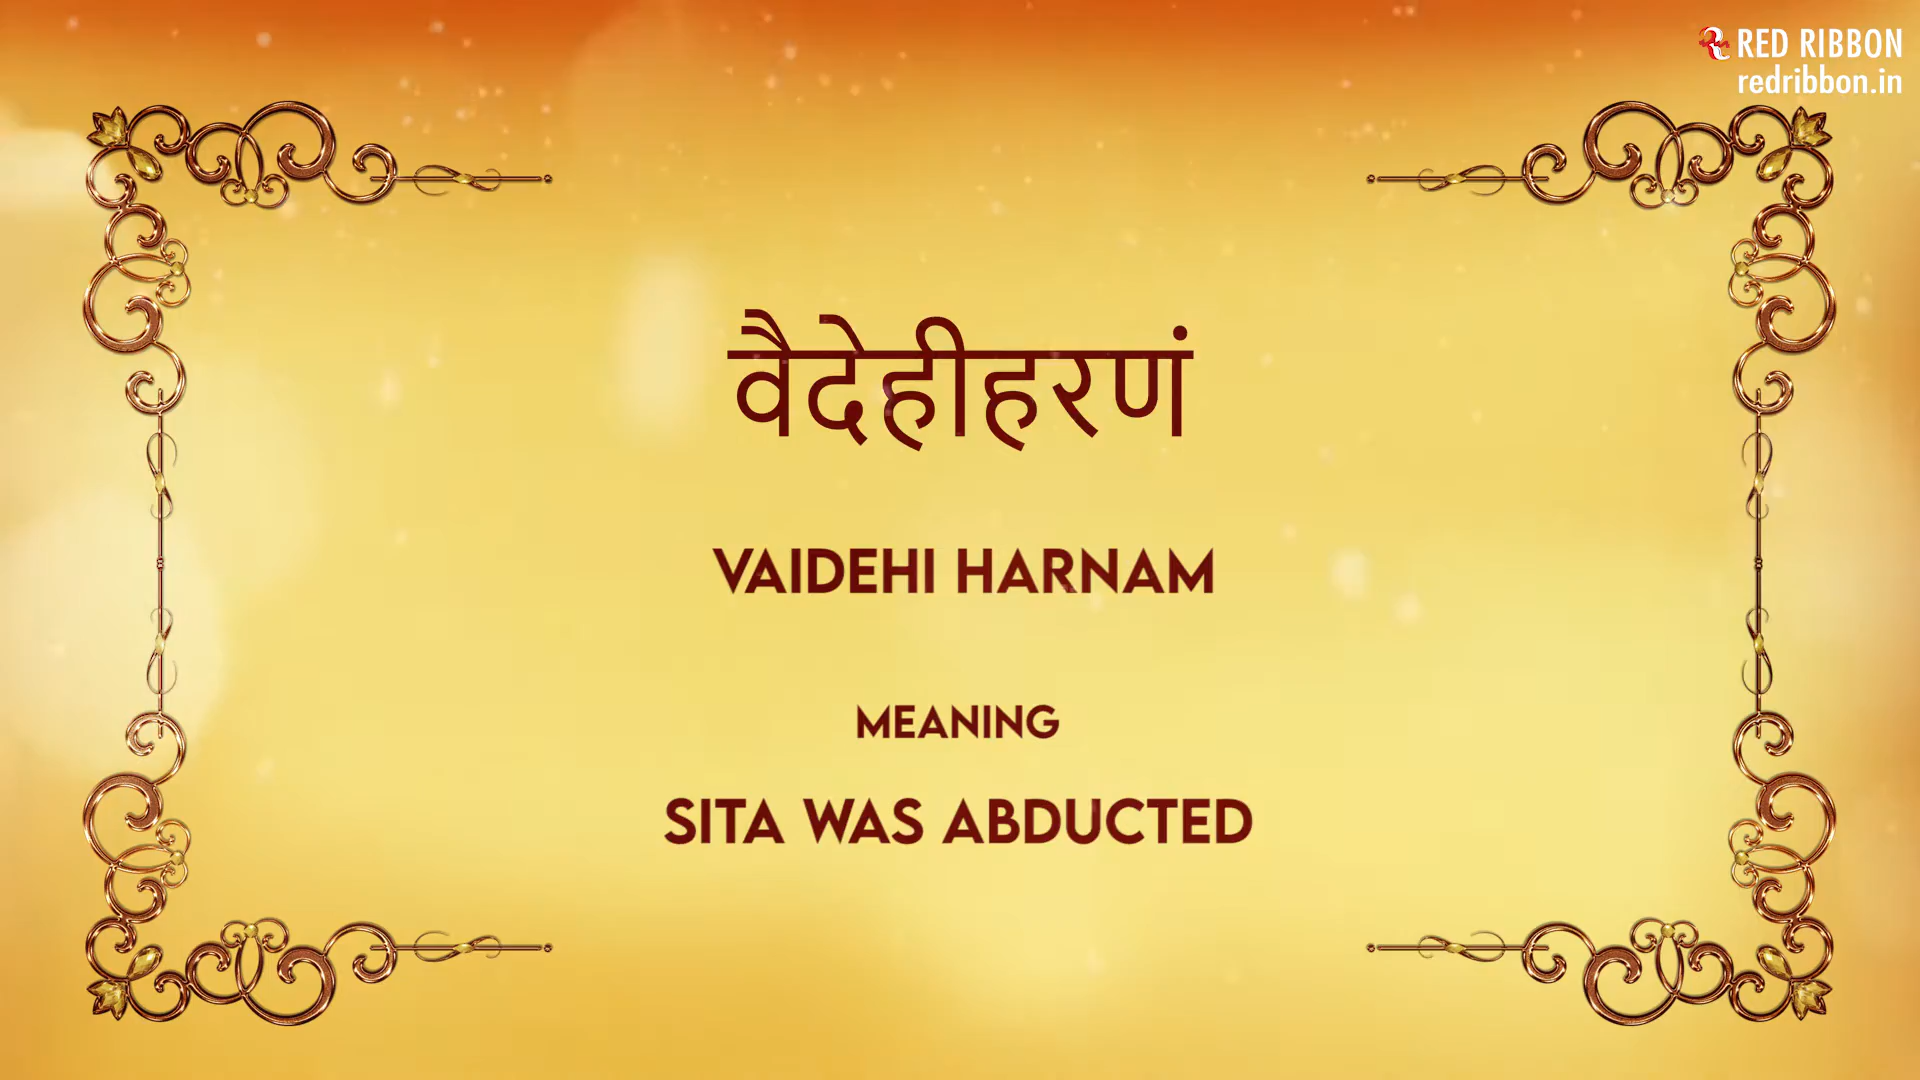 RED RIBBON
redribbon.in
वैदेहीहरणं
VAIDEHI HARNAM
MEANING
SITA WAS ABDUCTED